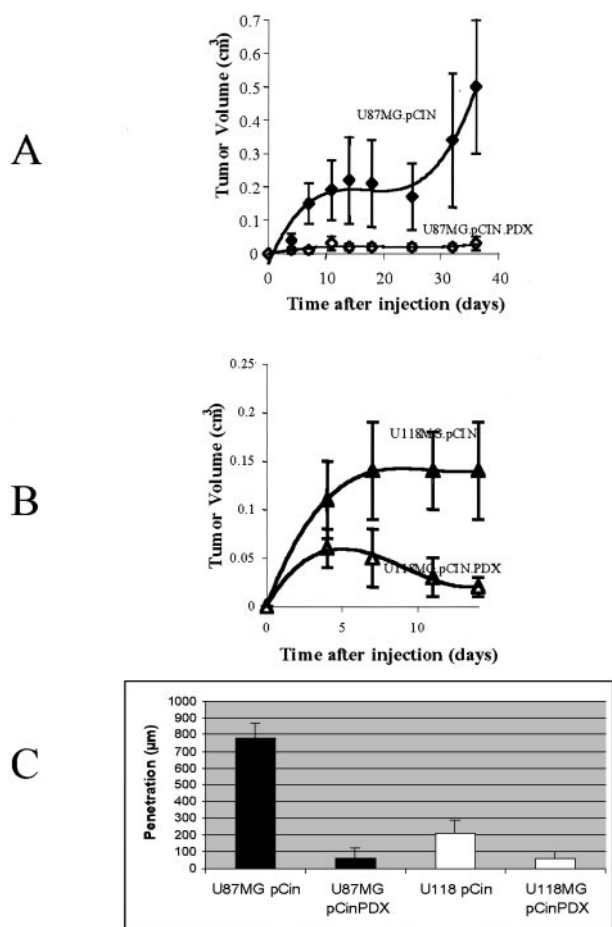 A
Tumor Volume (cm3)
0.7
0.6
0.5
0.4
0.3
0.2
0.1
0
U87MG.pCIN
U87MG.pCIN.PDX
0 10 20 30 40
Time after injection (days)
B
Tumor Volume (cm3)
0.25
0.2
0.15
0.1
0.05
0
U118MG.pCIN
U118MG.pCIN.PDX
0 5 10
Time after injection (days)
C
Penetration (µm)
1000
900
800
700
600
500
400
300
200
100
0
U87MG pCin
U87MG pCinPDX
U118 pCin
U118MG pCinPDX